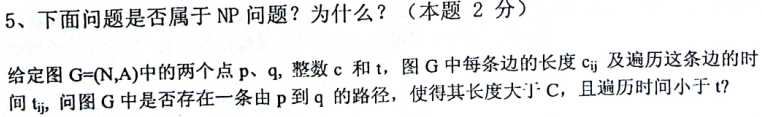 5、下面问题是否属于 NP 问题？为什么？（本题 2 分）
给定图 G=(N,A)中的两个点 p、q, 整数 c 和 t，图 G 中每条边的长度 cij 及遍历这条边的时
间 tij, 问图 G 中是否存在一条由 p 到 q 的路径，使得其长度大于 C，且遍历时间小于 t?